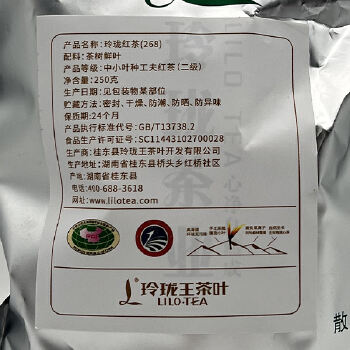 产品名称:玲珑红茶(268)
配料:茶树鲜叶
产品类型:中小叶种工夫红茶(二级)
净含量:250克
生产日期:见包装物某部位
贮藏方法:密封、干燥、防潮、防晒、防异味
保质期:24个月
产品执行标准代号:GB/T13738.2
食品生产许可证号:SC11443102700028
生产商:桂东县玲珑王茶叶开发有限公司
生产地址:湖南省桂东县桥头乡红桥社区
产地:湖南省桂东县
电话:400-688-3618
网址:www.lilotea.com
玲珑王茶叶
LILO·TEA
散